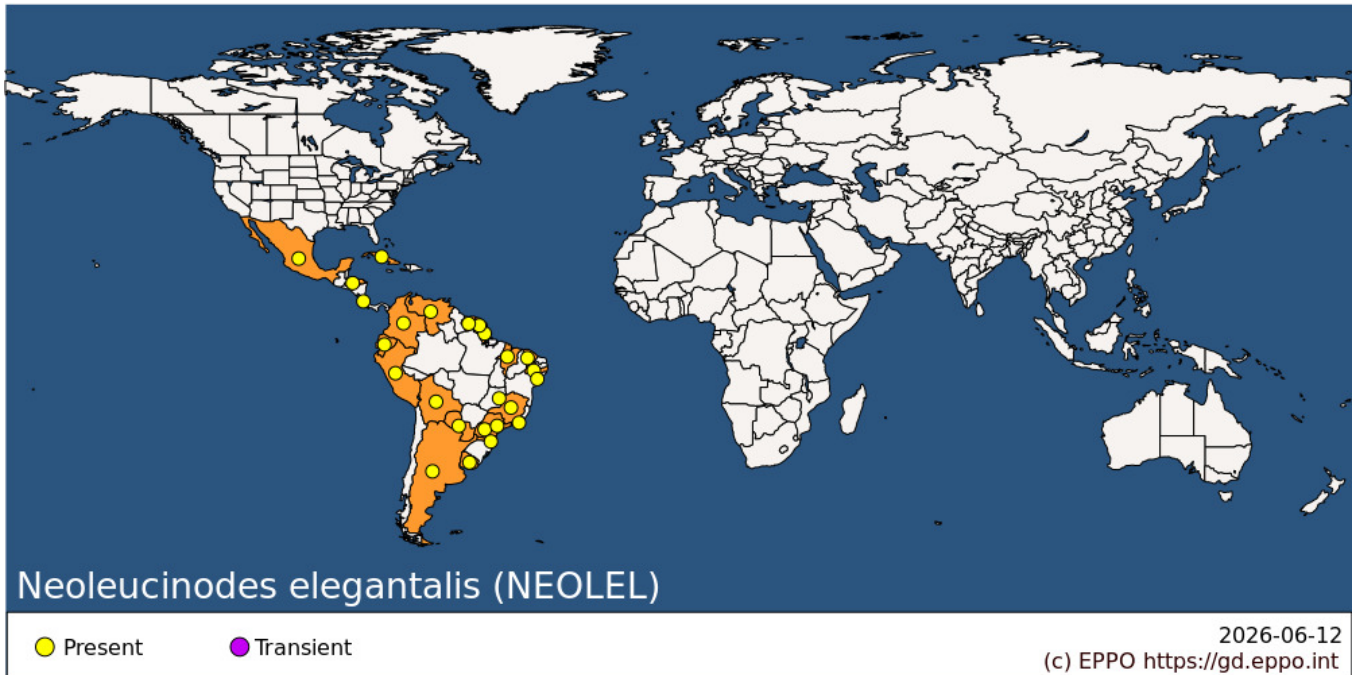 Neoleucinodes elegantalis (NEOLEL)
Present
Transient
2026-06-12
(c) EPPO https://gd.eppo.int